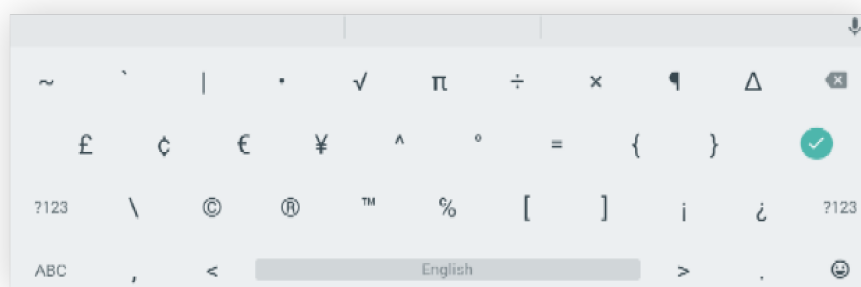 ~ ` | • √ π ÷ × ¶ Δ
£ ¢ € ¥ ^ ° = { }
?123 \ © ® ™ ℅ [ ] ¡ ¿ ?123
ABC , < English > .